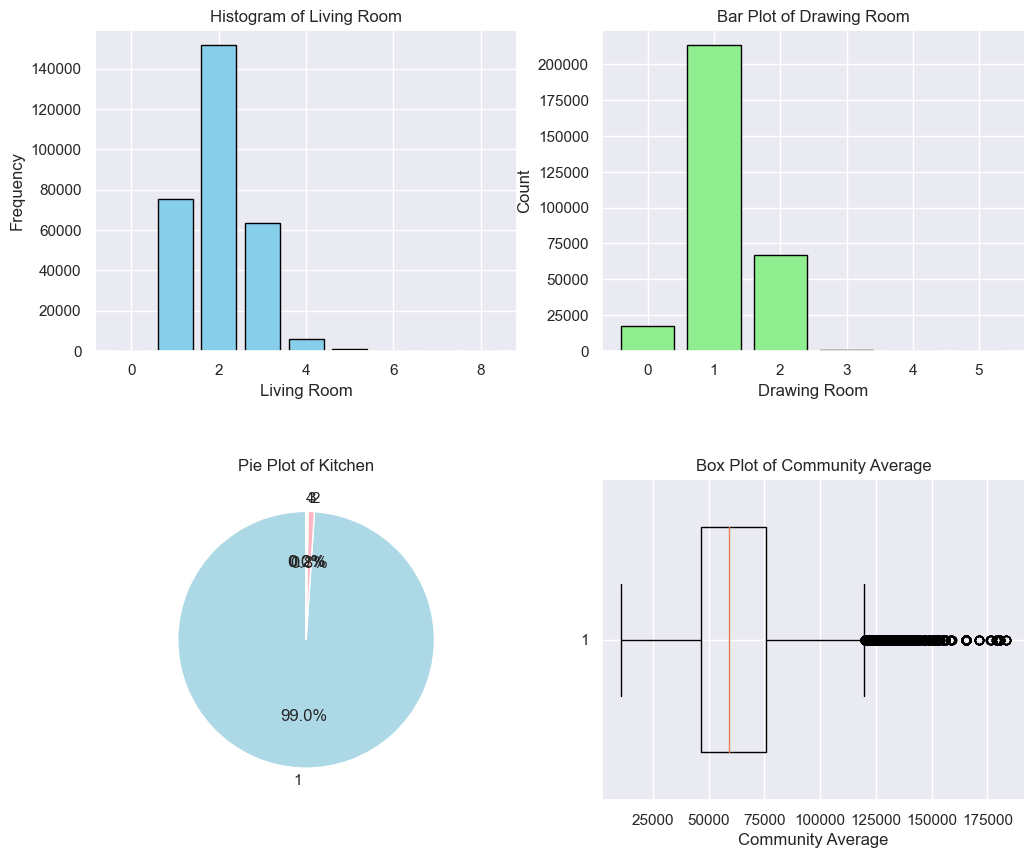 Histogram of Living Room
Frequency
140000
120000
100000
80000
60000
40000
20000
0
0 2 4 6 8
Living Room
Bar Plot of Drawing Room
Count
200000
175000
150000
125000
100000
75000
50000
25000
0
0 1 2 3 4 5
Drawing Room
Pie Plot of Kitchen
99.0%
1
Box Plot of Community Average
1
25000 50000 75000 100000 125000 150000 175000
Community Average